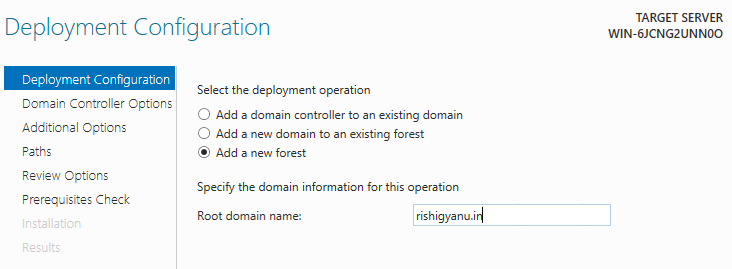 Deployment Configuration
TARGET SERVER
WIN-6JCNG2UNN0O
Deployment Configuration
Domain Controller Options
Additional Options
Paths
Review Options
Prerequisites Check
Installation
Results
Select the deployment operation
Add a domain controller to an existing domain
Add a new domain to an existing forest
Add a new forest
Specify the domain information for this operation
Root domain name: rishigyanu.in